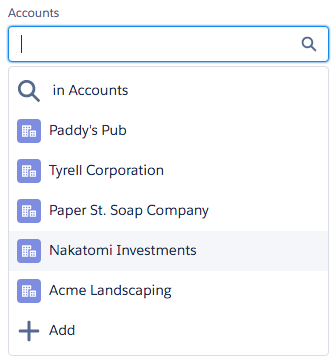 Accounts
in Accounts
Paddy's Pub
Tyrell Corporation
Paper St. Soap Company
Nakatomi Investments
Acme Landscaping
Add